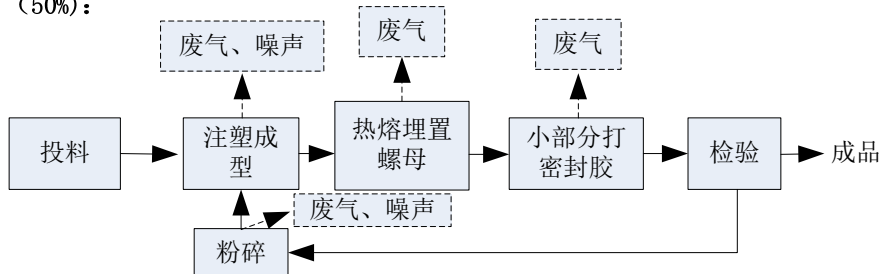 （50%）：
废气、噪声
废气
废气
投料
注塑成
型
热熔埋置
螺母
小部分打
密封胶
检验
成品
废气、噪声
粉碎